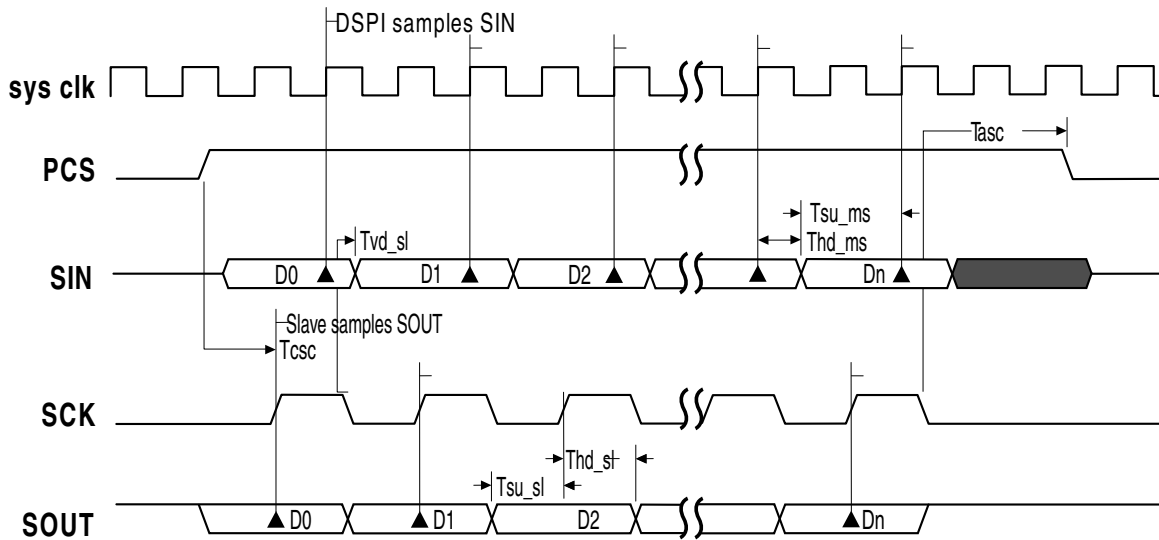 DSPI samples SIN
sys clk
Tasc
PCS
Tsu_ms
Tvd_sl
Thd_ms
SIN
D0
D1
D2
Dn
Slave samples SOUT
Tcsc
SCK
Thd_sl
Tsu_sl
SOUT
D0
D1
D2
Dn